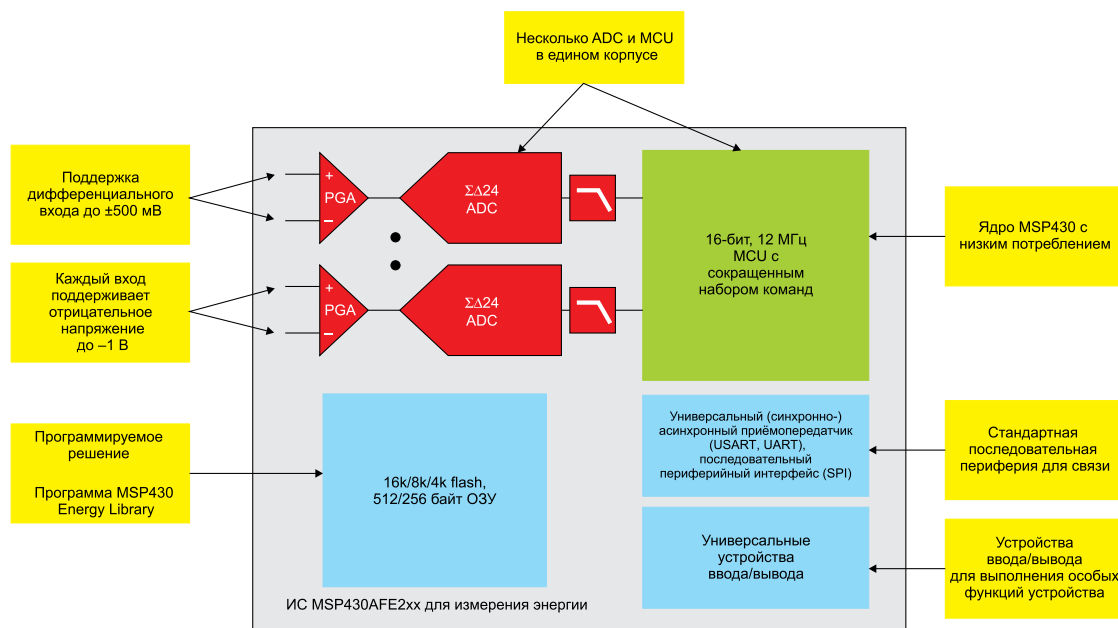 Несколько ADC и MCU
в едином корпусе
Поддержка
дифференциального
входа до ±500 мВ
Каждый вход
поддерживает
отрицательное
напряжение
до –1 В
Программируемое
решение
Программа MSP430
Energy Library
+
PGA
–
ΣΔ24
ADC
+
PGA
–
ΣΔ24
ADC
16-бит, 12 МГц
MCU с
сокращенным
набором команд
16k/8k/4k flash,
512/256 байт ОЗУ
Универсальный (синхронно-)
асинхронный приёмопередатчик
(USART, UART),
последовательный
периферийный интерфейс (SPI)
Универсальные
устройства
ввода/вывода
ИС MSP430AFE2xx для измерения энергии
Ядро MSP430 с
низким потреблением
Стандартная
последовательная
периферия для связи
Устройства
ввода/вывода
для выполнения особых
функций устройства